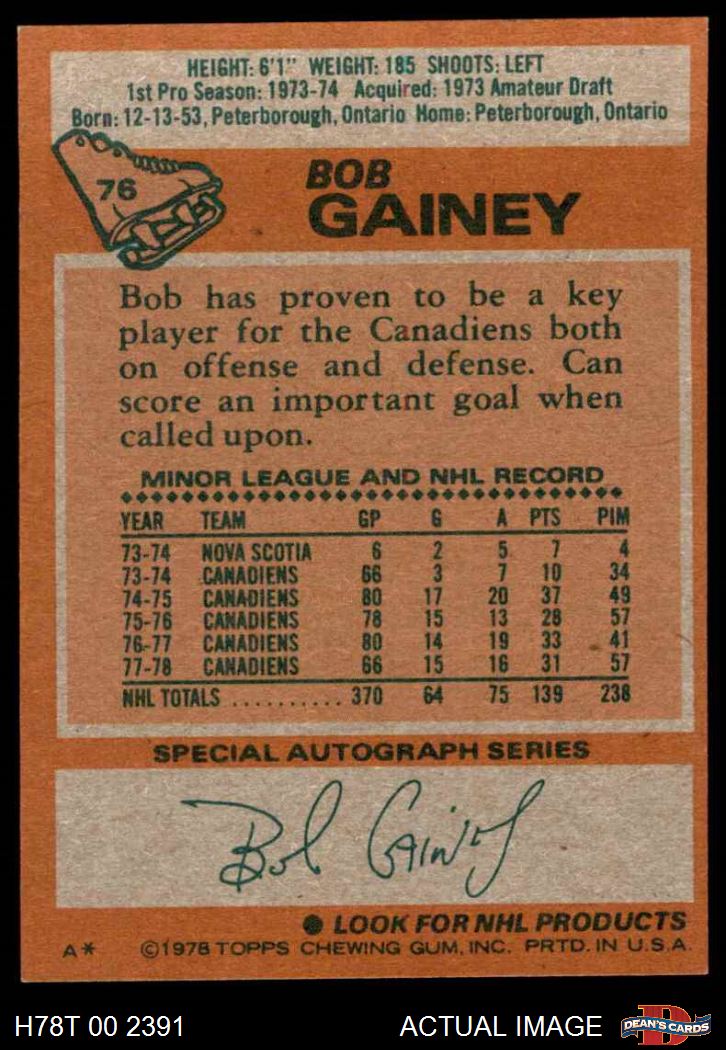 HEIGHT: 6'1" WEIGHT: 185 SHOOTS: LEFT
1st Pro Season: 1973-74 Acquired: 1973 Amateur Draft
Born: 12-13-53, Peterborough, Ontario Home: Peterborough, Ontario
76
BOB
GAINEY
Bob has proven to be a key
player for the Canadiens both
on offense and defense. Can
score an important goal when
called upon.
MINOR LEAGUE AND NHL RECORD
YEAR TEAM GP G A PTS PIM
73-74 NOVA SCOTIA 6 2 5 7 4
73-74 CANADIENS 66 3 7 10 34
74-75 CANADIENS 80 17 20 37 49
75-76 CANADIENS 78 15 13 28 57
76-77 CANADIENS 80 14 19 33 41
77-78 CANADIENS 66 15 16 31 57
NHL TOTALS .......... 370 64 75 139 238
SPECIAL AUTOGRAPH SERIES
Bob Gainey
● LOOK FOR NHL PRODUCTS
A* ©1978 TOPPS CHEWING GUM, INC. PRTD. IN U.S.A.
H78T 00 2391 ACTUAL IMAGE D DEAN'S CARDS